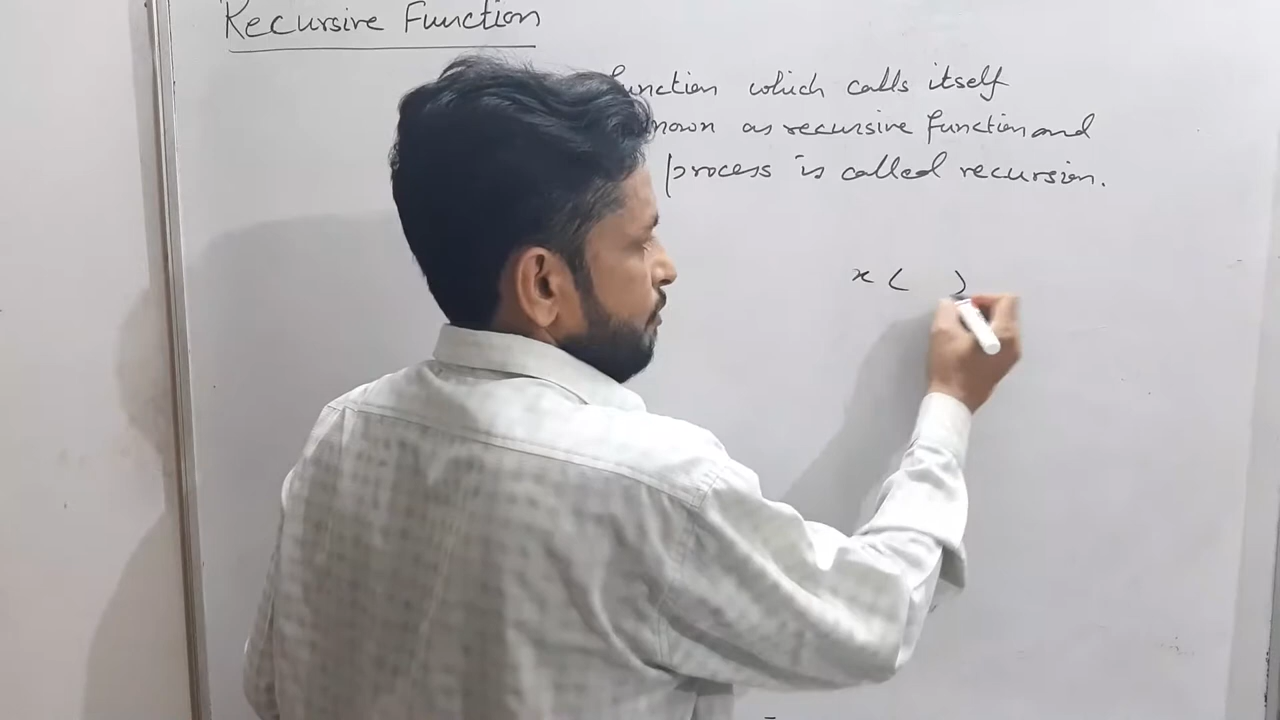 Recursive Function
function which calls itself
known as recursive function and
process is called recursion.
x ( )